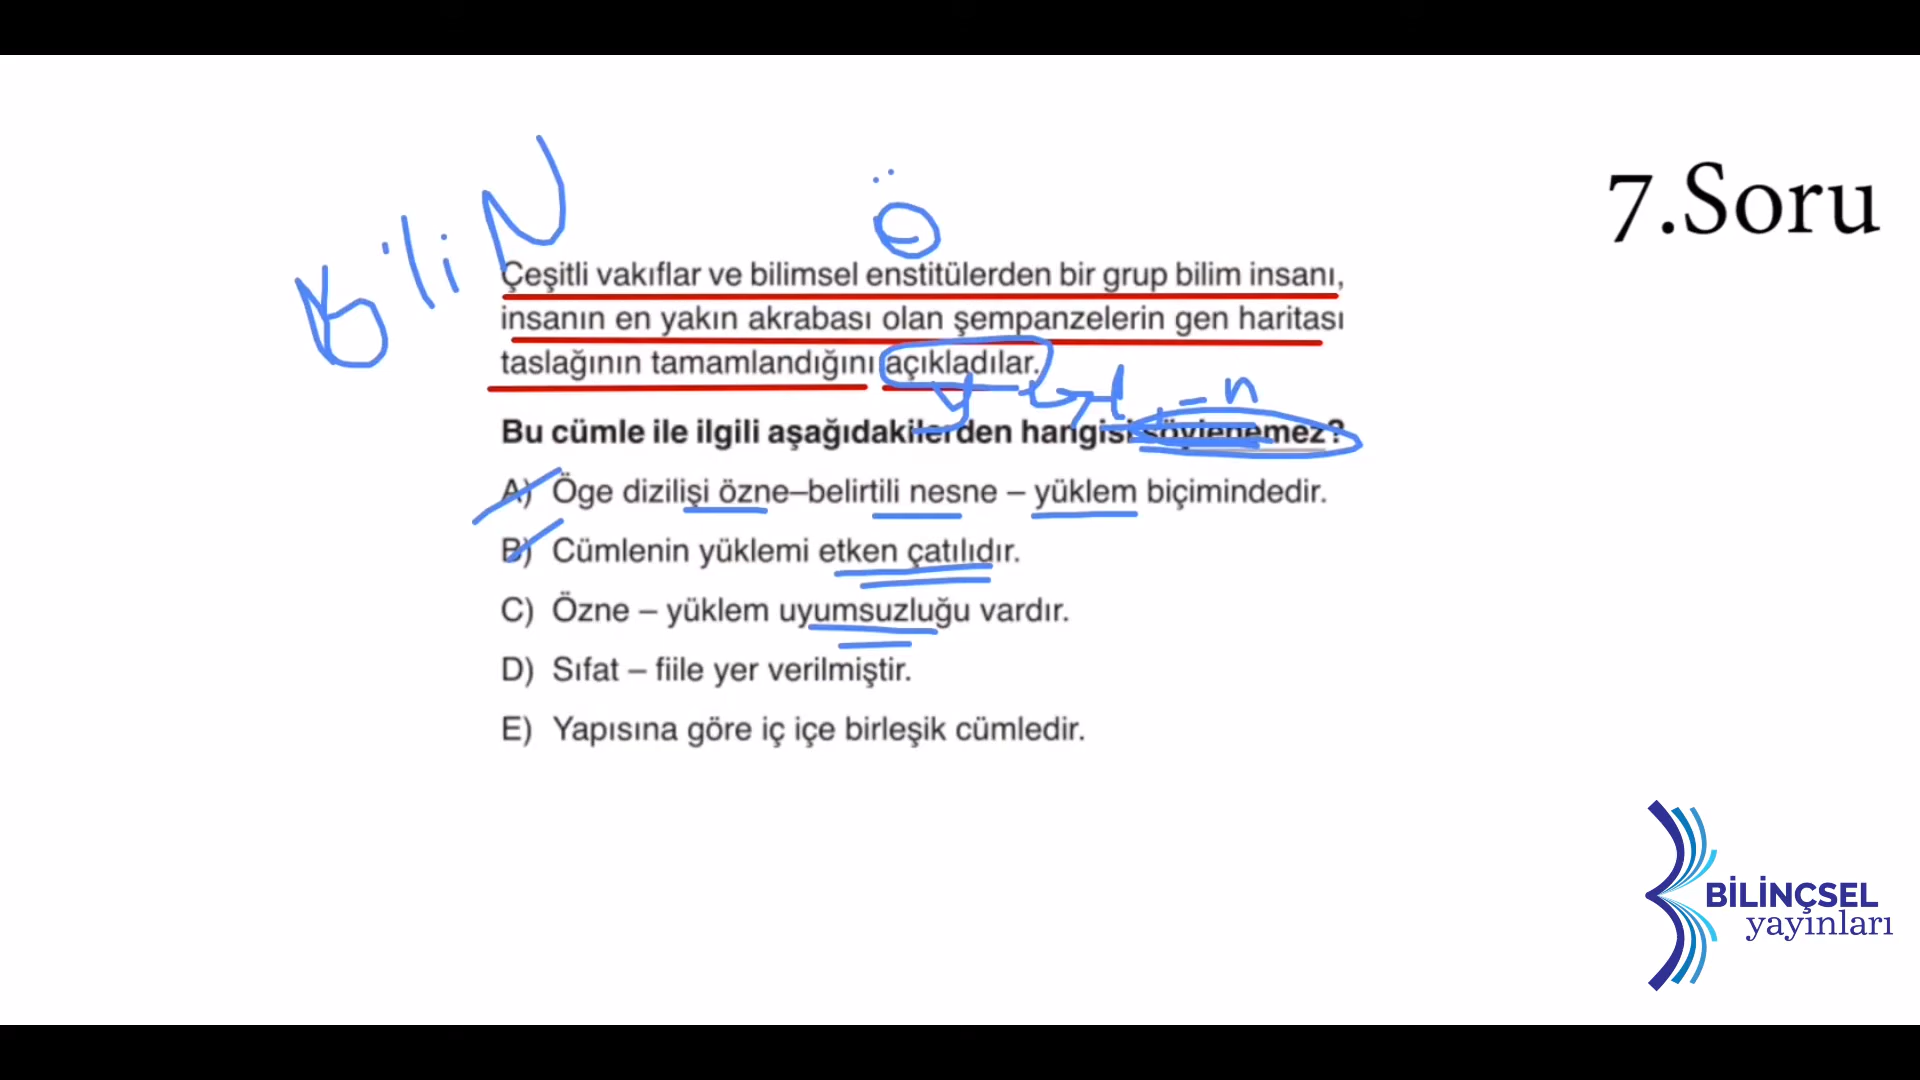 7.Soru
BiliN
Ö
Çeşitli vakıflar ve bilimsel enstitülerden bir grup bilim insanı,
insanın en yakın akrabası olan şempanzelerin gen haritası
taslağının tamamlandığını açıkladılar.
Bu cümle ile ilgili aşağıdakilerden hangisi söylenemez?
A) Öge dizilişi özne–belirtili nesne – yüklem biçimindedir.
B) Cümlenin yüklemi etken çatılıdır.
C) Özne – yüklem uyumsuzluğu vardır.
D) Sıfat – fiile yer verilmiştir.
E) Yapısına göre iç içe birleşik cümledir.
BİLİNÇSEL
yayınları